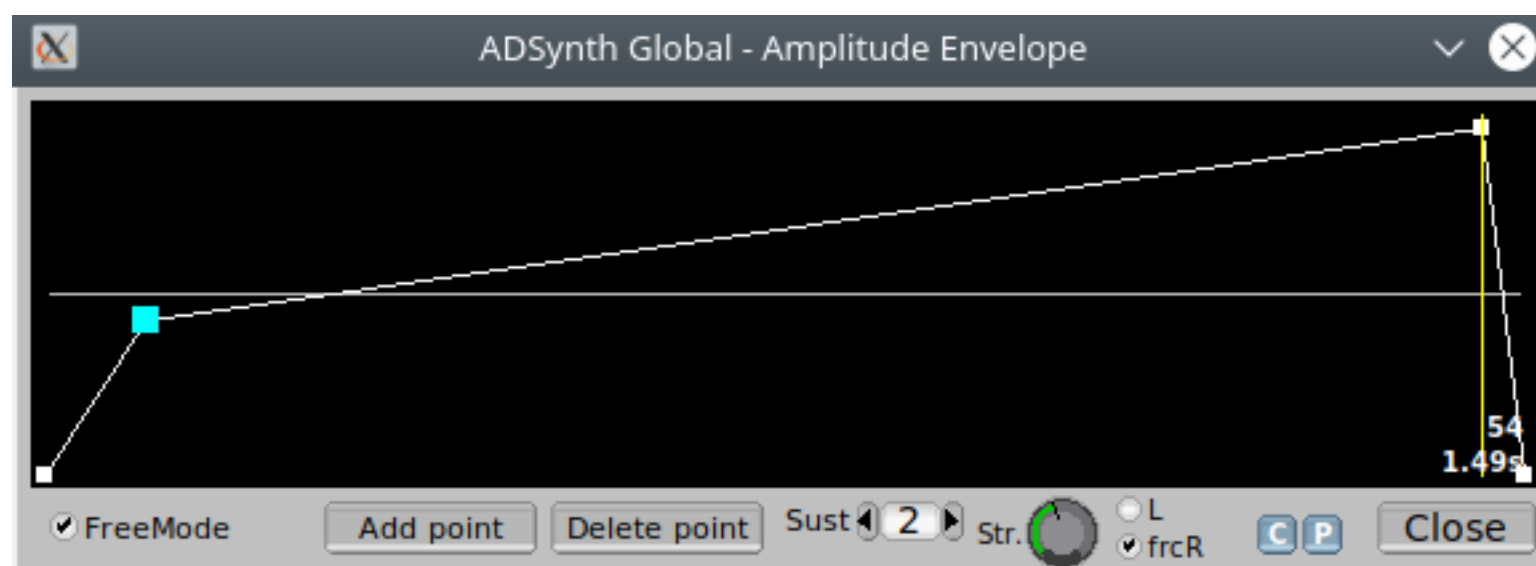 ADSynth Global - Amplitude Envelope
54
1.49s
FreeMode
Add point
Delete point
Sust 2
Str.
L
frcR
C P
Close